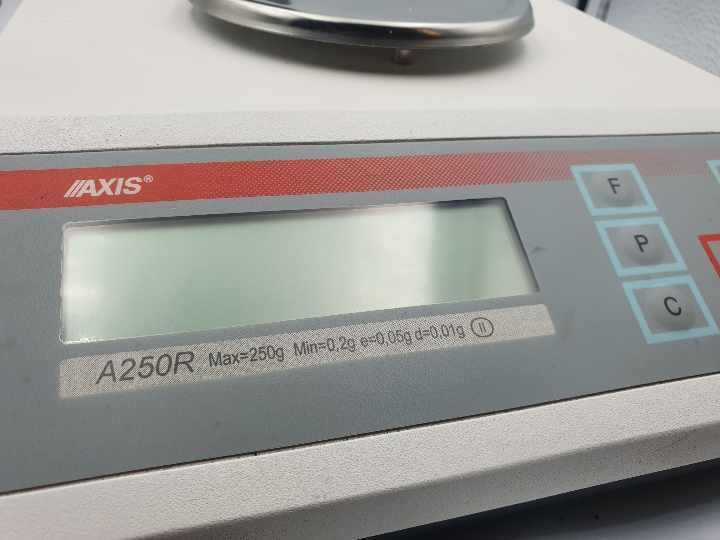 AXIS®
F
P
C
A250R Max=250g Min=0,2g e=0,05g d=0,01g II